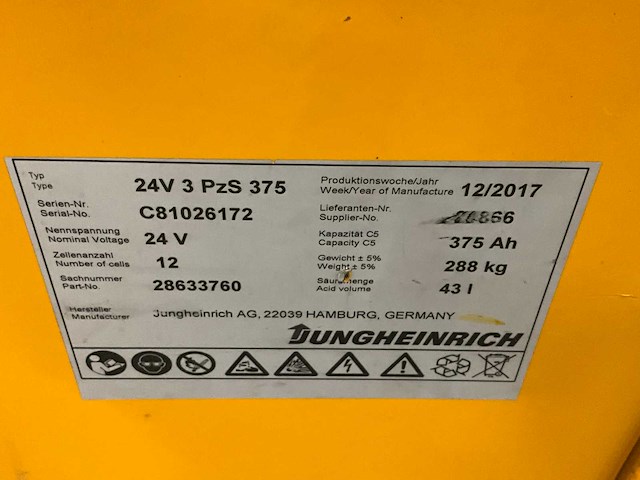 Typ
Type
24V 3 PzS 375
Produktionswoche/Jahr
Week/Year of Manufacture
12/2017
Serien-Nr.
Serial-No.
C81026172
Lieferanten-Nr.
Supplier-No.
Nennspannung
Nominal Voltage
24 V
Kapazität C5
Capacity C5
375 Ah
Zellenanzahl
Number of cells
12
Gewicht ± 5%
Weight ± 5%
288 kg
Sachnummer
Part-No.
28633760
Säuremenge
Acid volume
43 l
Hersteller
Manufacturer
Jungheinrich AG, 22039 HAMBURG, GERMANY
JUNGHEINRICH